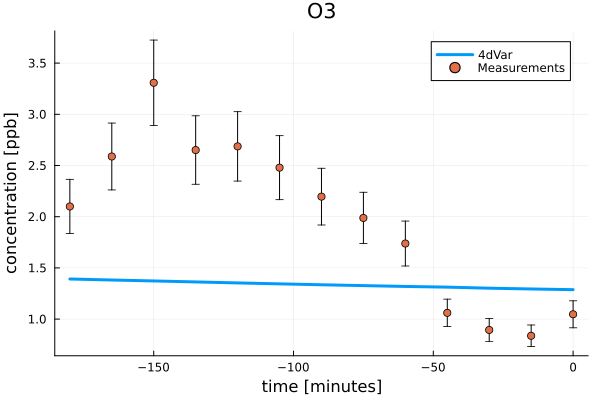 O3
4dVar
Measurements
3.5
3.0
2.5
2.0
1.5
1.0
concentration [ppb]
−150
−100
−50
0
time [minutes]